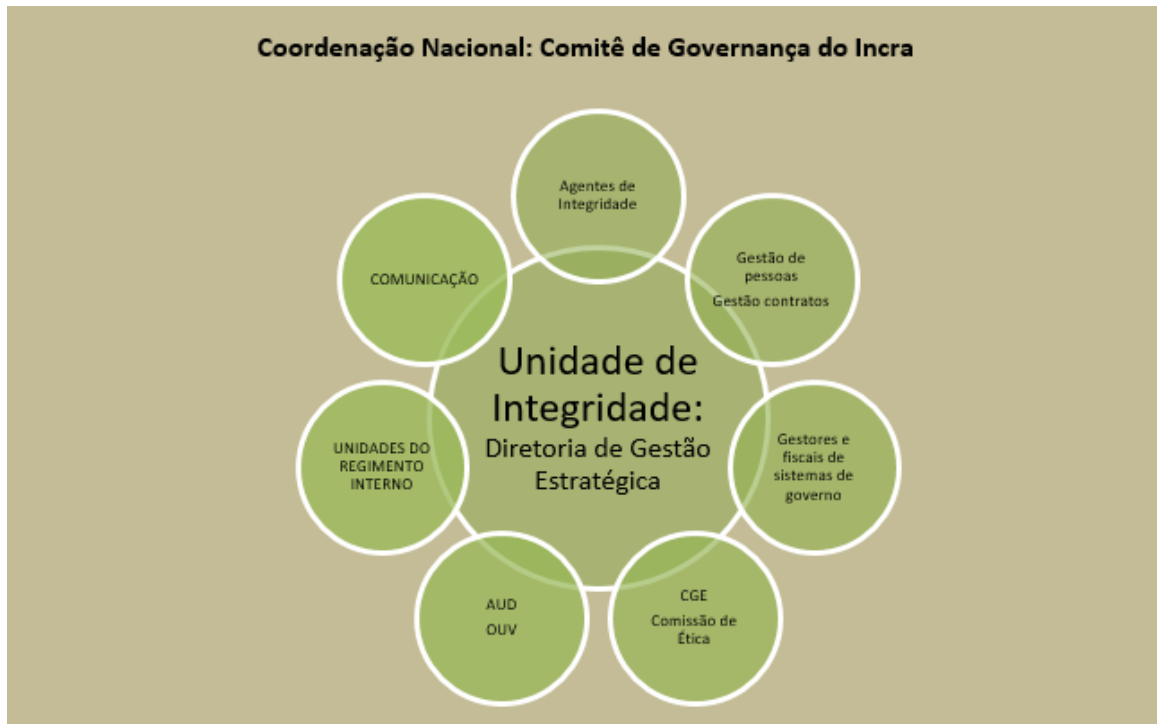 Coordenação Nacional: Comitê de Governança do Incra
Agentes de
Integridade
Gestão de
pessoas
Gestão contratos
Gestores e
fiscais de
sistemas de
governo
CGE
Comissão de
Ética
AUD
OUV
UNIDADES DO
REGIMENTO
INTERNO
COMUNICAÇÃO
Unidade de
Integridade:
Diretoria de Gestão
Estratégica